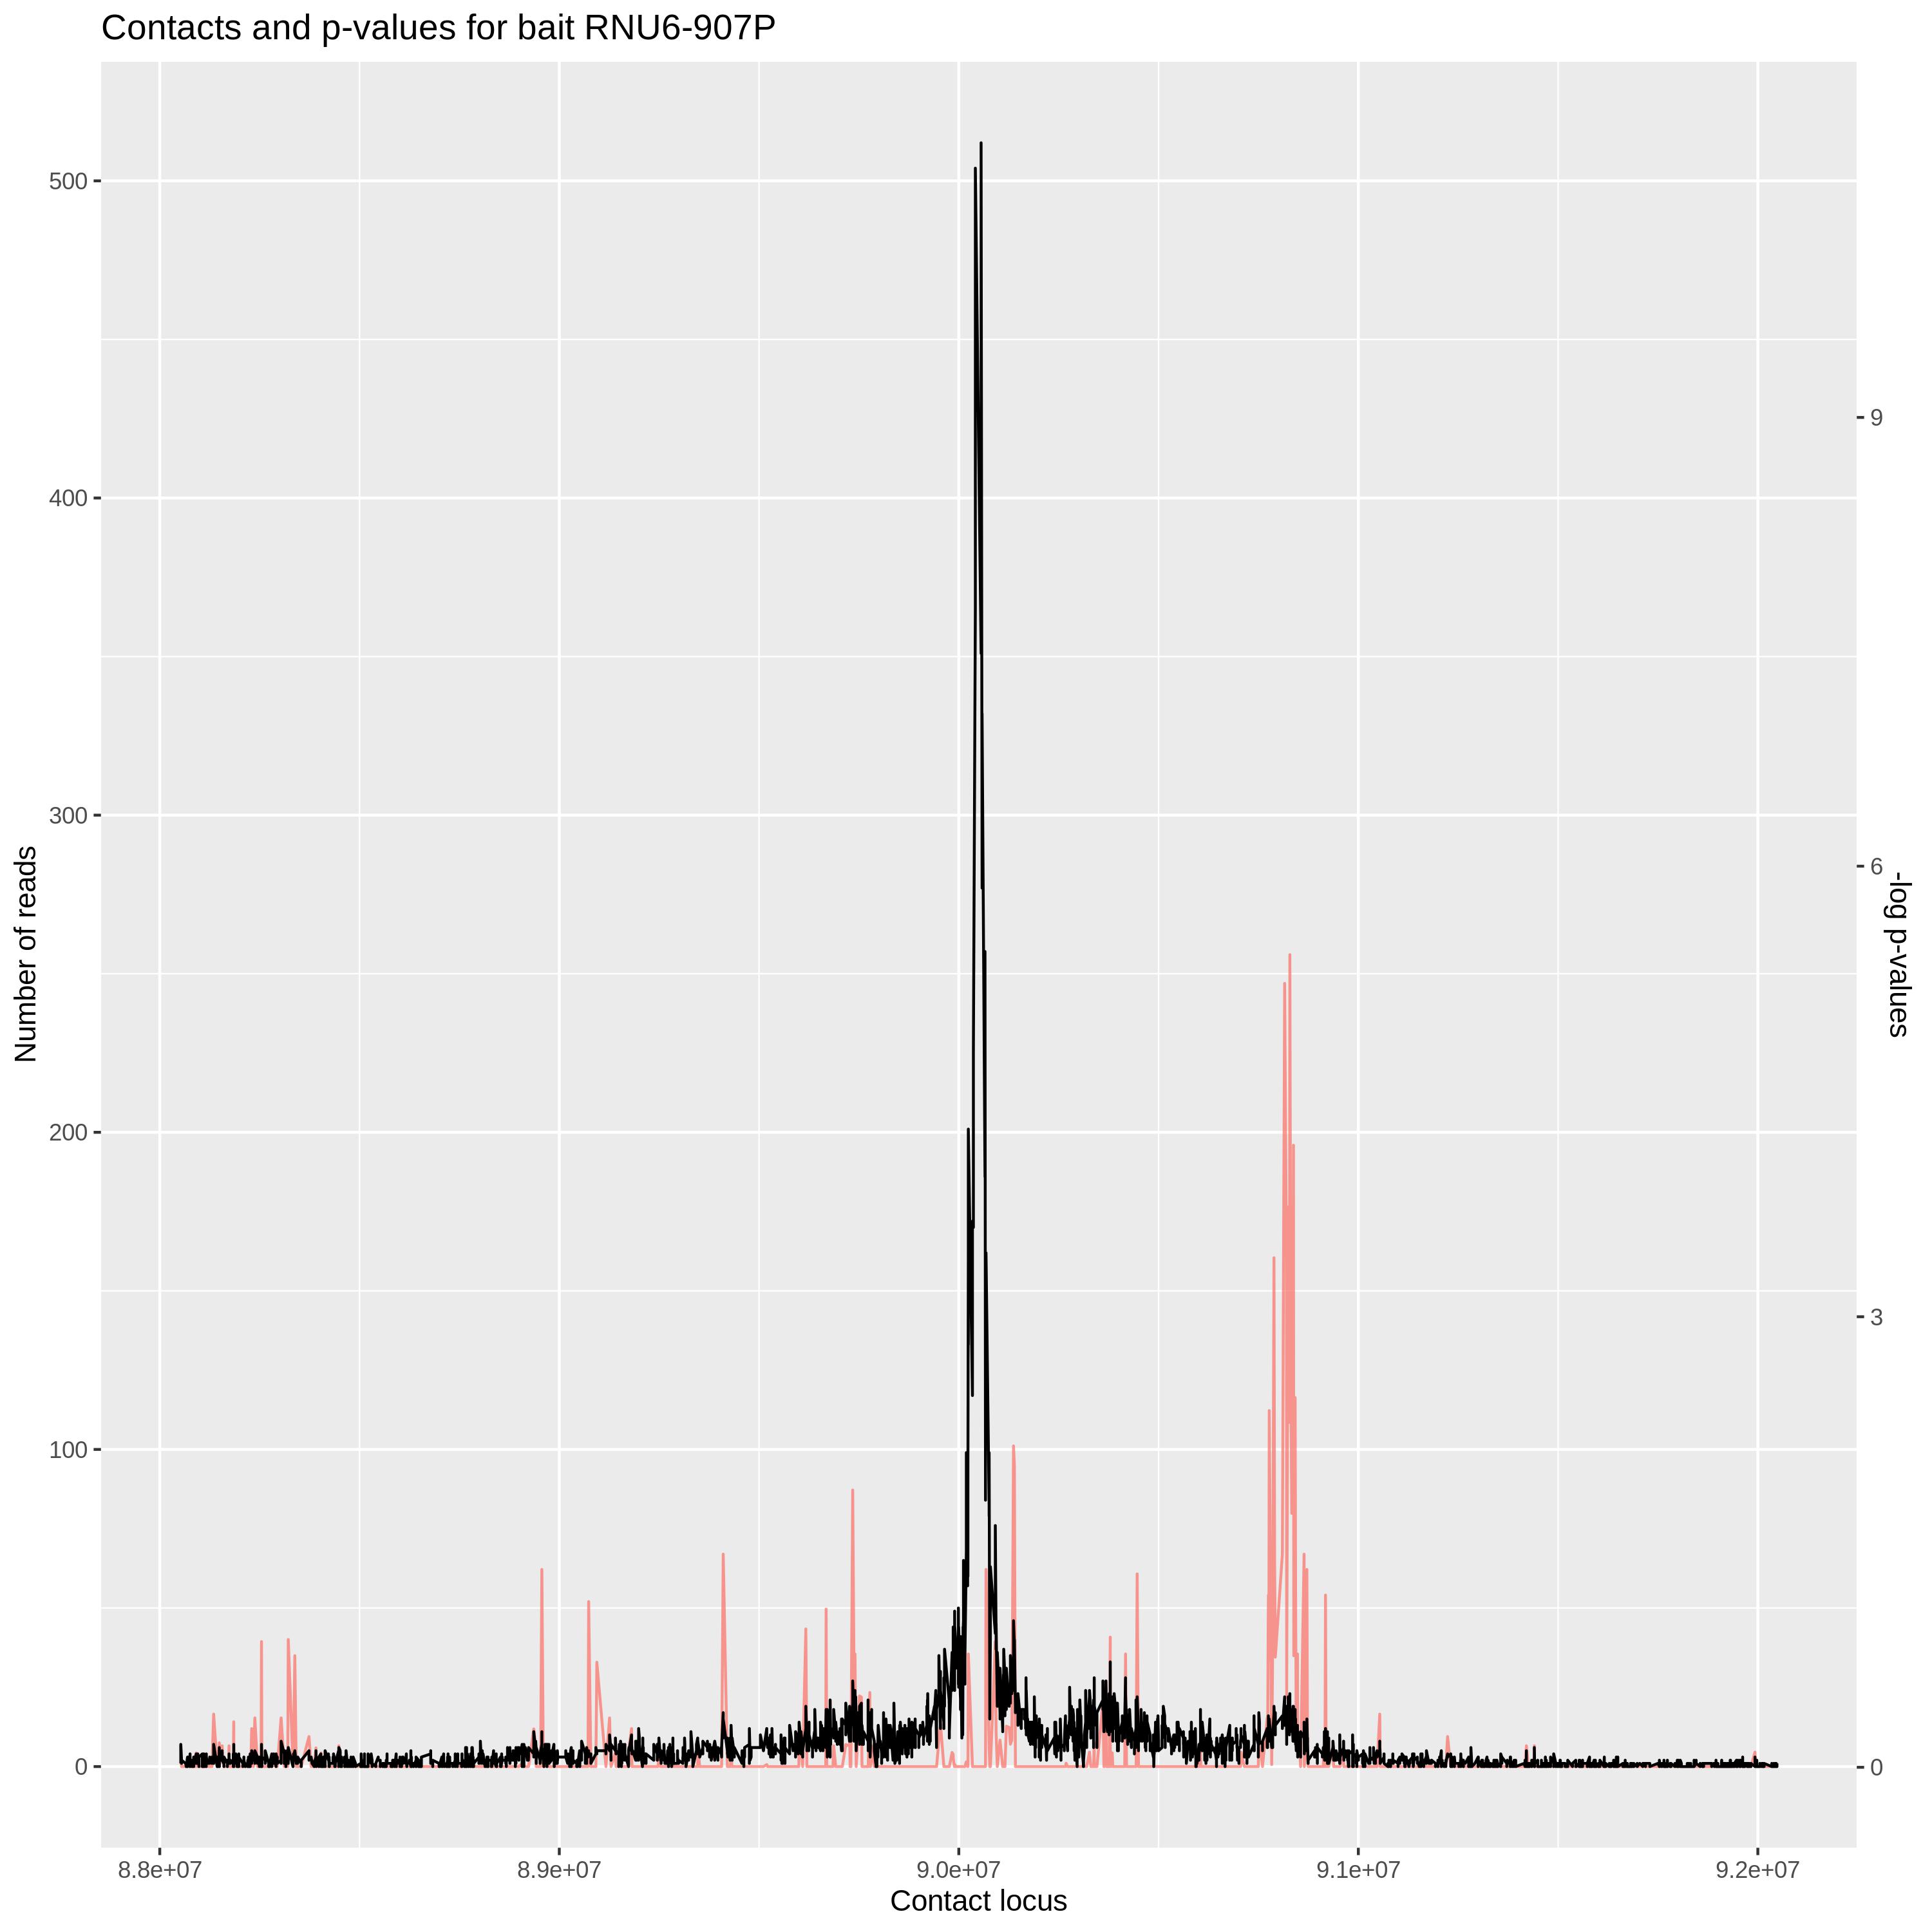 Contacts and p-values for bait RNU6-907P
500
400
300
200
100
0
Number of reads
9
6
3
0
-log p-values
8.8e+07
8.9e+07
9.0e+07
9.1e+07
9.2e+07
Contact locus